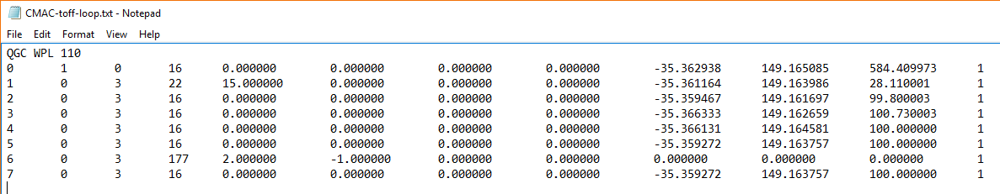 CMAC-toff-loop.txt - Notepad
File Edit Format View Help
QGC WPL 110
0 1 0 16 0.000000 0.000000 0.000000 0.000000 -35.362938 149.165085 584.409973 1
1 0 3 22 15.000000 0.000000 0.000000 0.000000 -35.361164 149.163986 28.110001 1
2 0 3 16 0.000000 0.000000 0.000000 0.000000 -35.359467 149.161697 99.800003 1
3 0 3 16 0.000000 0.000000 0.000000 0.000000 -35.366333 149.162659 100.730003 1
4 0 3 16 0.000000 0.000000 0.000000 0.000000 -35.366131 149.164581 100.000000 1
5 0 3 16 0.000000 0.000000 0.000000 0.000000 -35.359272 149.163757 100.000000 1
6 0 3 177 2.000000 -1.000000 0.000000 0.000000 0.000000 0.000000 0.000000 1
7 0 3 16 0.000000 0.000000 0.000000 0.000000 -35.359272 149.163757 100.000000 1